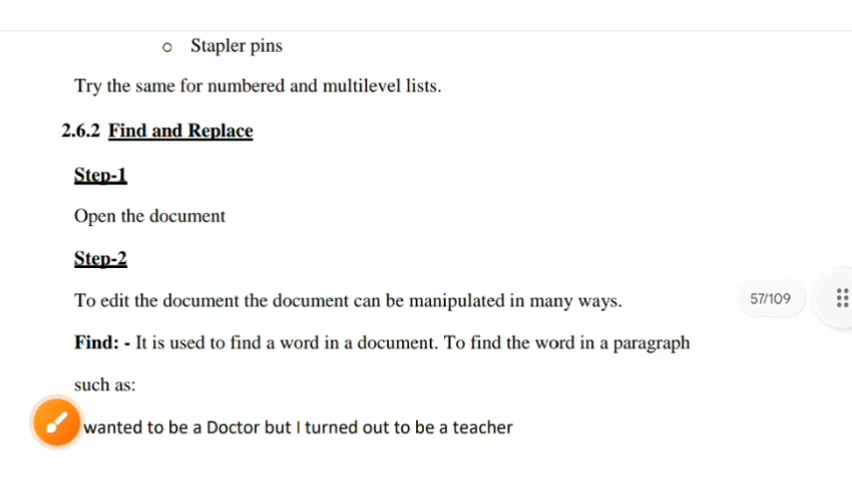 o Stapler pins
Try the same for numbered and multilevel lists.
2.6.2 Find and Replace
Step-1
Open the document
Step-2
To edit the document the document can be manipulated in many ways.
57/109
Find: - It is used to find a word in a document. To find the word in a paragraph
such as:
wanted to be a Doctor but I turned out to be a teacher